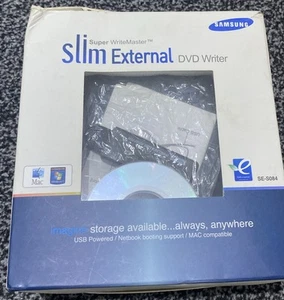 SAMSUNG
Super WriteMaster™
slim External DVD Writer
Mac
SE-S084
storage available...always, anywhere
USB Powered / Netbook booting support / MAC compatible